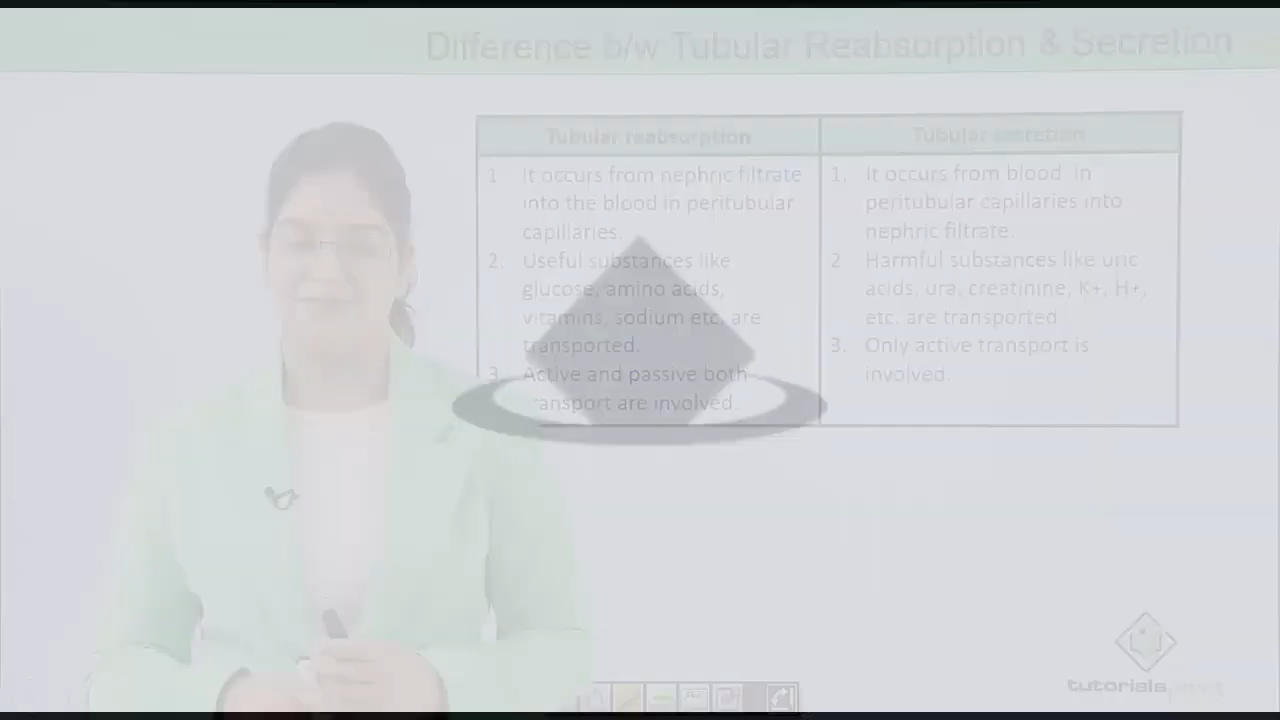 Difference b/w Tubular Reabsorption & Secretion
Tubular reabsorption
1. It occurs from nephric filtrate
into the blood in peritubular
capillaries.
2. Useful substances like
glucose, amino acids,
vitamins, sodium etc. are
transported.
3. Active and passive both
transport are involved.
Tubular secretion
1. It occurs from blood in
peritubular capillaries into
nephric filtrate.
2. Harmful substances like uric
acids, ura, creatinine, K+, H+,
etc. are transported
3. Only active transport is
involved.
tutorialspoint